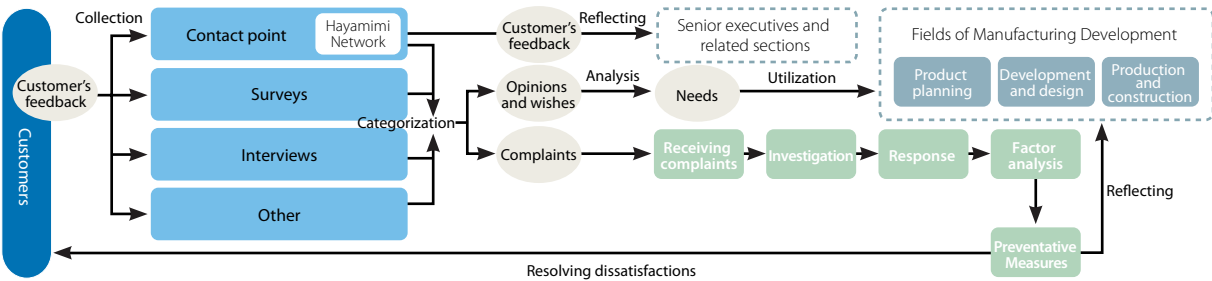 Customers
Customer's
feedback
Collection
Contact point
Hayamimi
Network
Surveys
Interviews
Other
Categorization
Customer's
feedback
Reflecting
Senior executives and
related sections
Opinions
and wishes
Analysis
Needs
Utilization
Fields of Manufacturing Development
Product
planning
Development
and design
Production
and
construction
Complaints
Receiving
complaints
Investigation
Response
Factor
analysis
Reflecting
Preventative
Measures
Resolving dissatisfactions